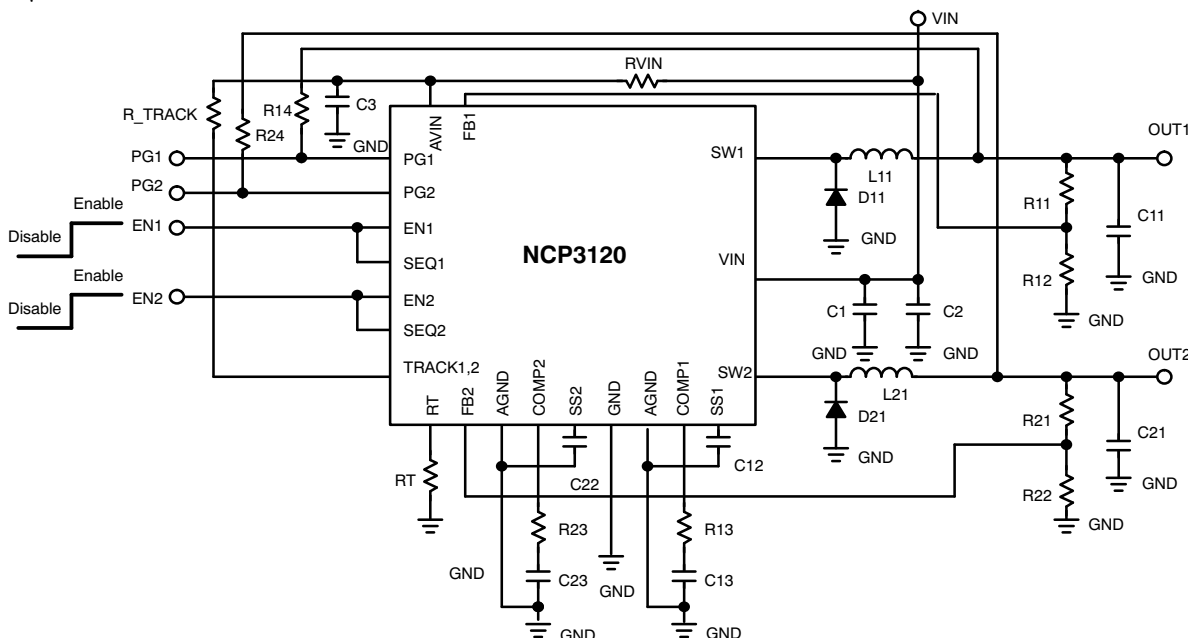 VIN
RVIN
R_TRACK
R14
C3
R24
GND
AVIN
FB1
OUT1
PG1
PG1
SW1
L11
PG2
PG2
R11
D11
C11
Enable
Disable
EN1
EN1
GND
SEQ1
NCP3120
VIN
R12
GND
Enable
Disable
EN2
EN2
C1
C2
GND
SEQ2
GND
GND
OUT2
TRACK1,2
SW2
L21
RT
FB2
AGND
COMP2
SS2
GND
AGND
COMP1
SS1
R21
D21
C21
GND
C12
RT
C22
R22
GND
GND
R23
R13
GND
C23
GND
C13
GND
GND